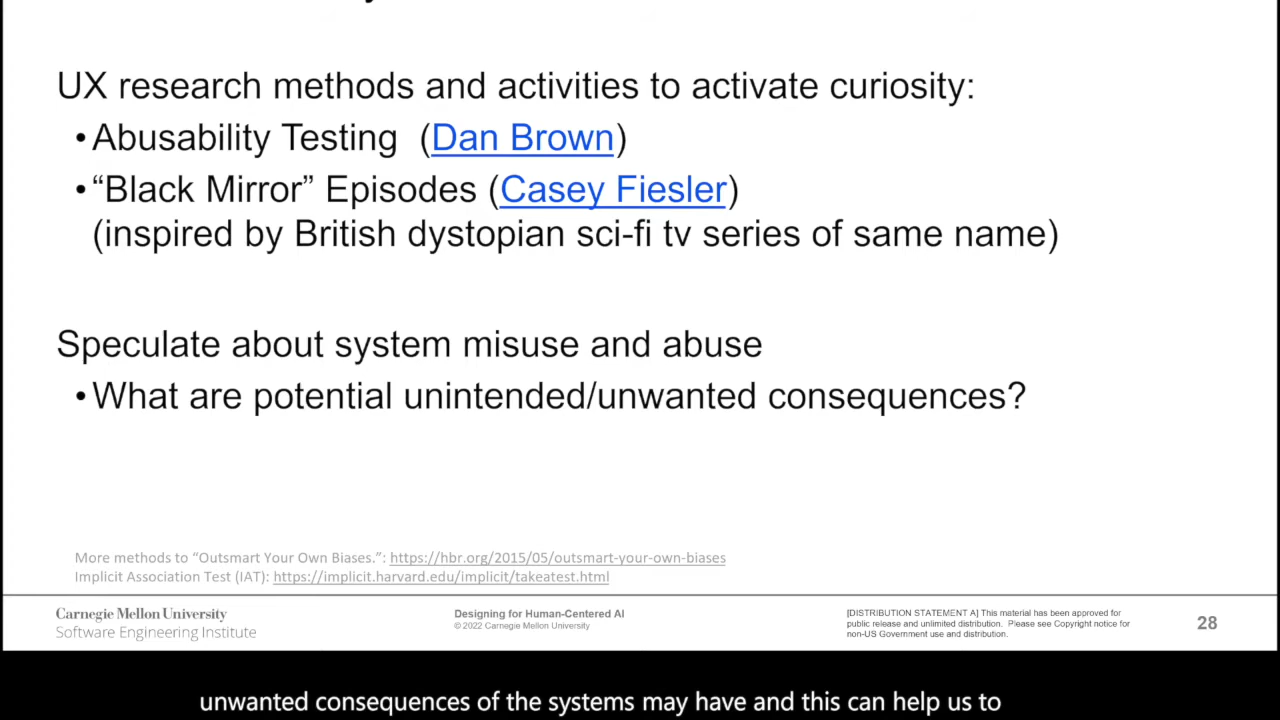 UX research methods and activities to activate curiosity:
•Abusability Testing (Dan Brown)
•“Black Mirror” Episodes (Casey Fiesler)
(inspired by British dystopian sci-fi tv series of same name)
Speculate about system misuse and abuse
•What are potential unintended/unwanted consequences?
More methods to “Outsmart Your Own Biases.”: https://hbr.org/2015/05/outsmart-your-own-biases
Implicit Association Test (IAT): https://implicit.harvard.edu/implicit/takeatest.html
Carnegie Mellon University
Software Engineering Institute
Designing for Human-Centered AI
© 2022 Carnegie Mellon University
[DISTRIBUTION STATEMENT A] This material has been approved for
public release and unlimited distribution. Please see Copyright notice for
non-US Government use and distribution.
28
unwanted consequences of the systems may have and this can help us to